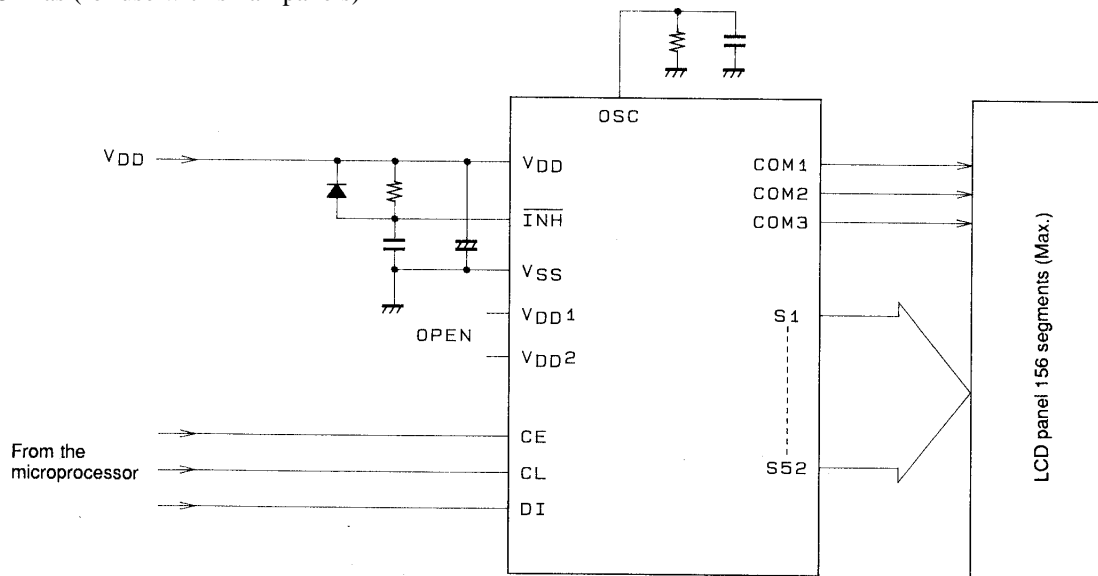 OSC
VDD
VDD
INH
VSS
VDD1
OPEN
VDD2
From the
microprocessor
CE
CL
DI
COM1
COM2
COM3
S1
S52
LCD panel 156 segments (Max.)